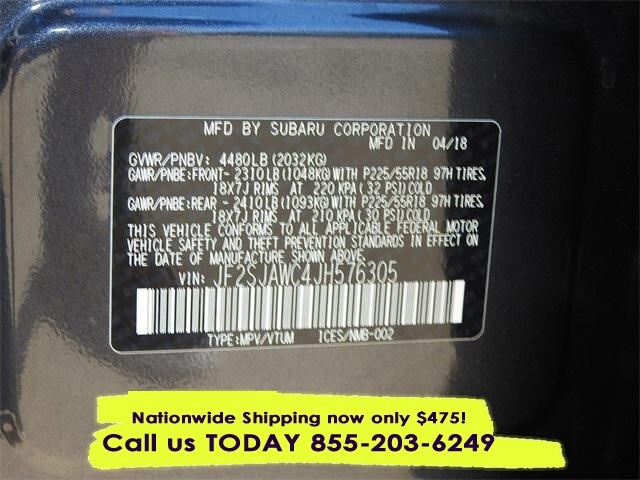 MFD BY SUBARU CORPORATION
MFD IN 04/18
GVWR/PNBV: 4480LB(2032KG)
GAWR/PNBE:FRONT- 2310LB(1048KG)WITH P225/55R18 97H TIRES,
18X7J RIMS AT 220 KPA(32 PSI)COLD
GAWR/PNBE:REAR - 2410LB(1093KG)WITH P225/55R18 97H TIRES,
18X7J RIMS AT 210 KPA(30 PSI)COLD
THIS VEHICLE CONFORMS TO ALL APPLICABLE FEDERAL MOTOR
VEHICLE SAFETY AND THEFT PREVENTION STANDARDS IN EFFECT ON
THE DATE OF MANUFACTURE SHOWN ABOVE.
VIN: JF2SJAWC4JH576305
TYPE:MPV/VTUM ICES/NMB-002
Nationwide Shipping now only $475!
Call us TODAY 855-203-6249